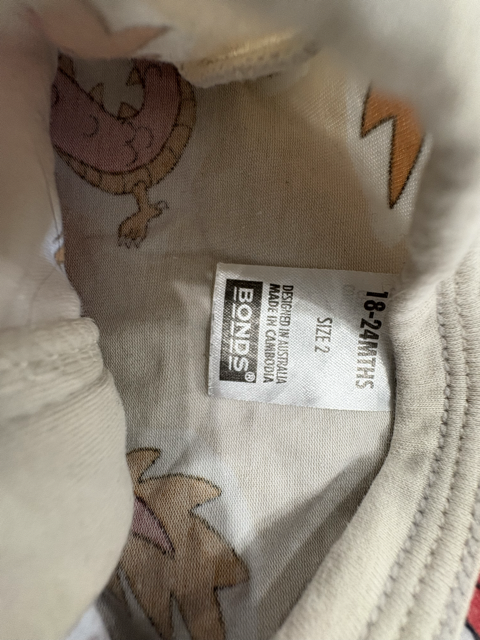 18-24MTHS
SIZE 2
DESIGNED IN AUSTRALIA
MADE IN CAMBODIA
BONDS®